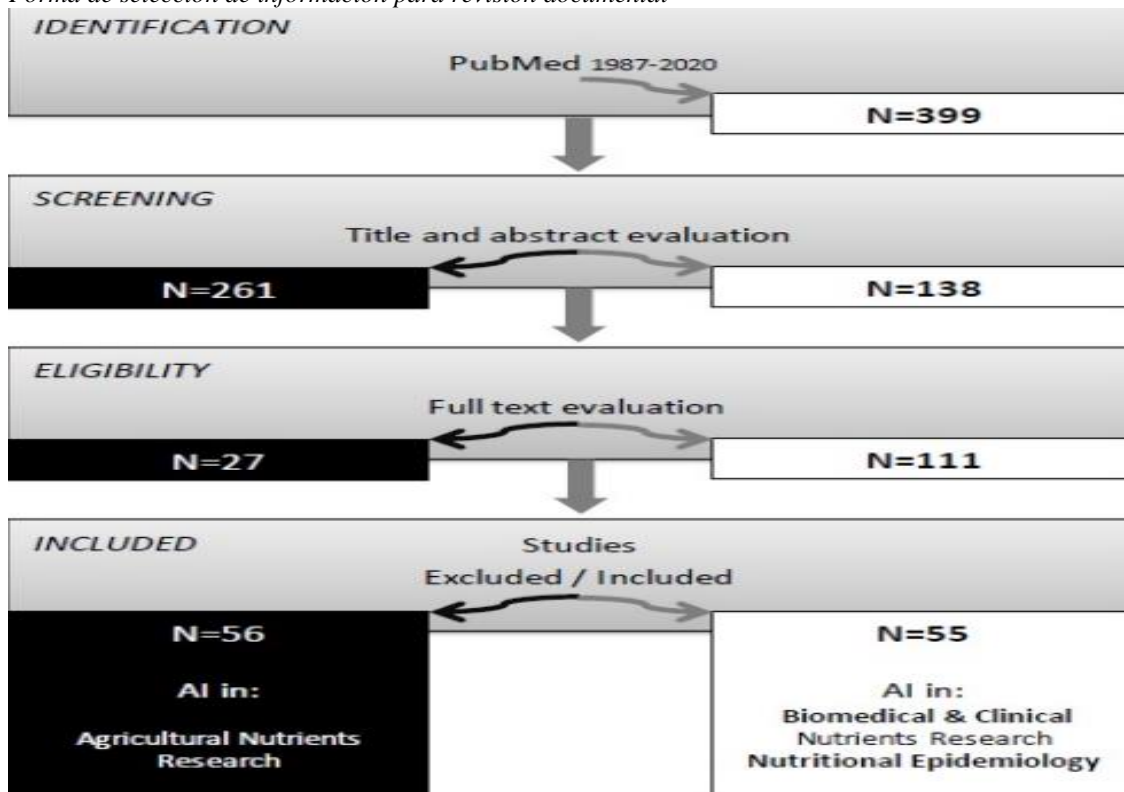 Forma de selección de información para revisión documental
IDENTIFICATION
PubMed 1987-2020
N=399
SCREENING
Title and abstract evaluation
N=261
N=138
ELIGIBILITY
Full text evaluation
N=27
N=111
INCLUDED
Studies
Excluded / Included
N=56
AI in:
Agricultural Nutrients
Research
N=55
AI in:
Biomedical & Clinical
Nutrients Research
Nutritional Epidemiology